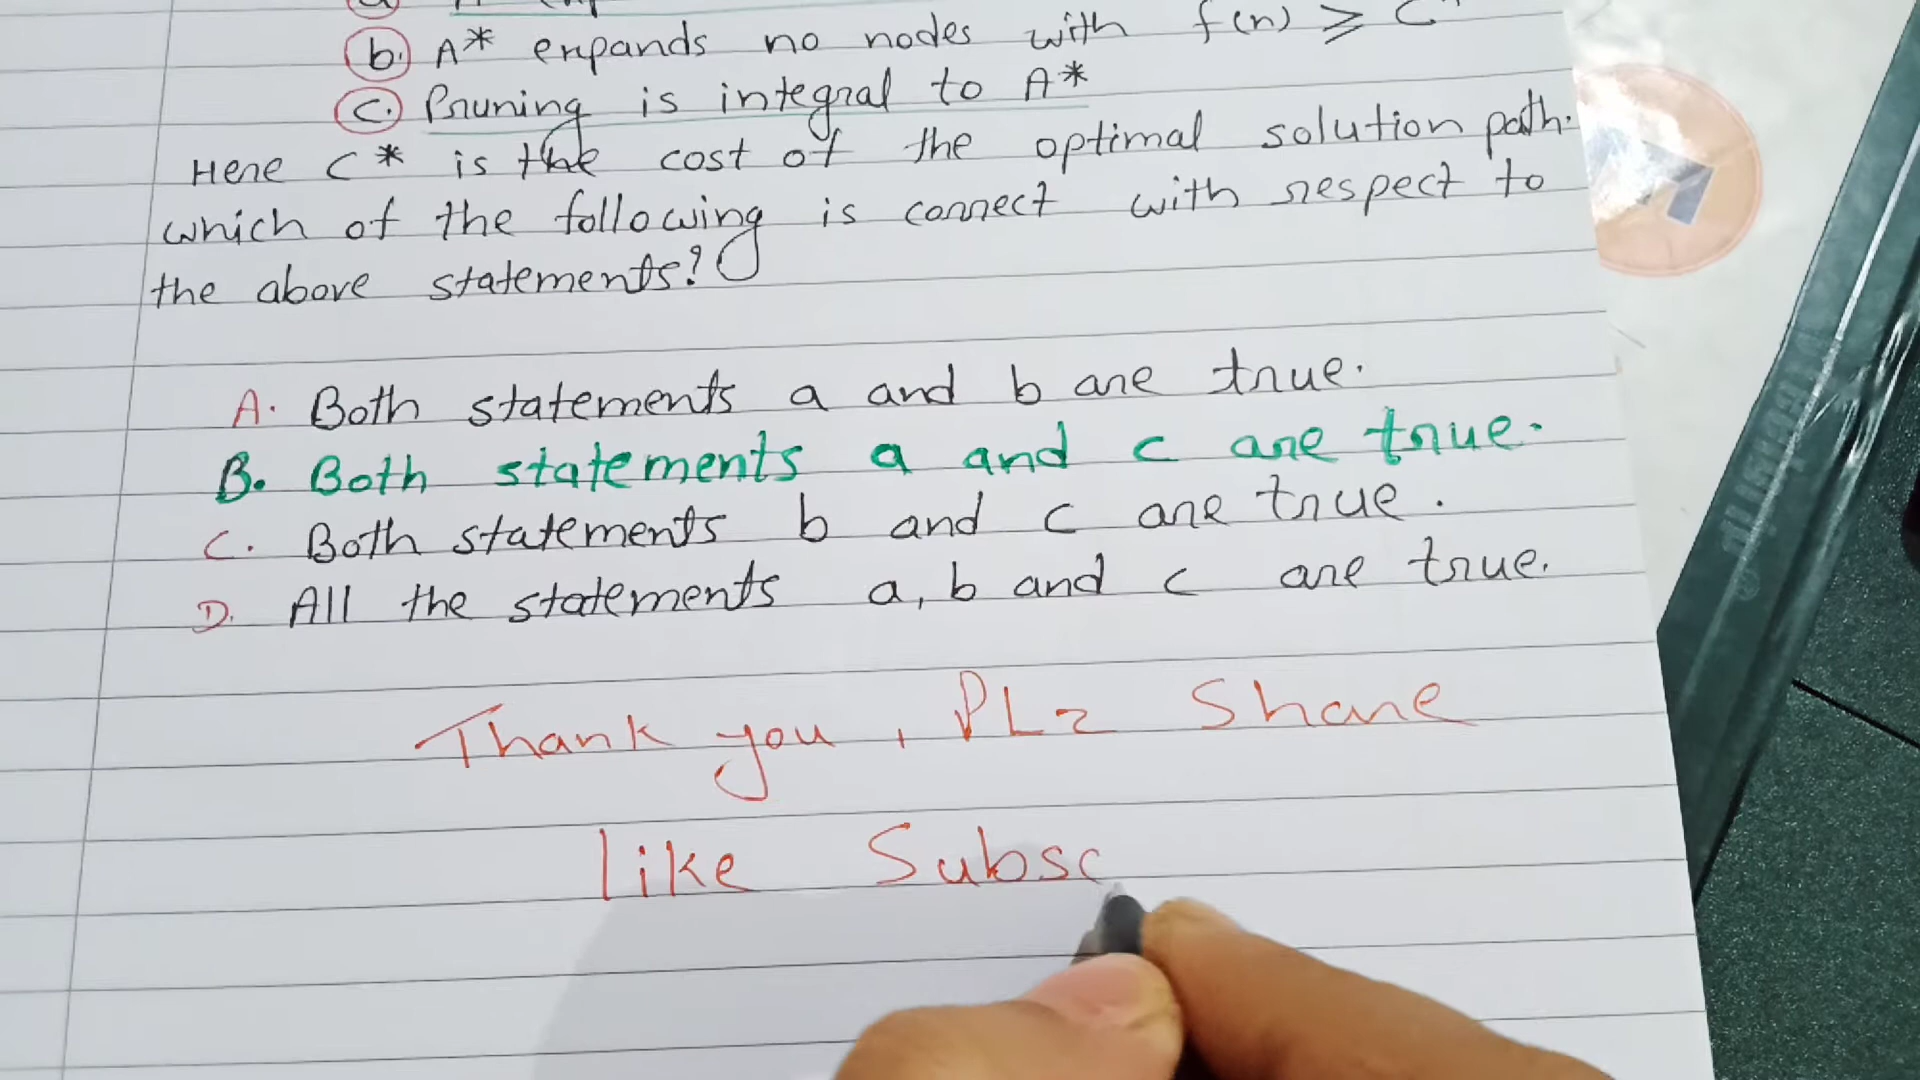 b. A* expands no nodes with f(n) ≥ C*
c. Pruning is integral to A*
Here C* is the cost of the optimal solution path.
which of the following is correct with respect to
the above statements?
A. Both statements a and b are true.
B. Both statements a and c are true.
C. Both statements b and c are true.
D. All the statements a, b and c are true.
Thank you, PLz Share
like Subsc